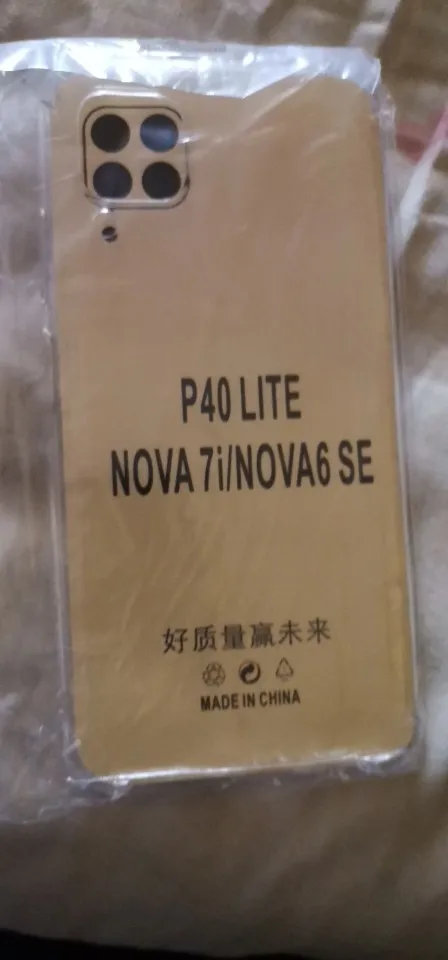 P40 LITE
NOVA 7i/NOVA6 SE
好质量赢未来
MADE IN CHINA